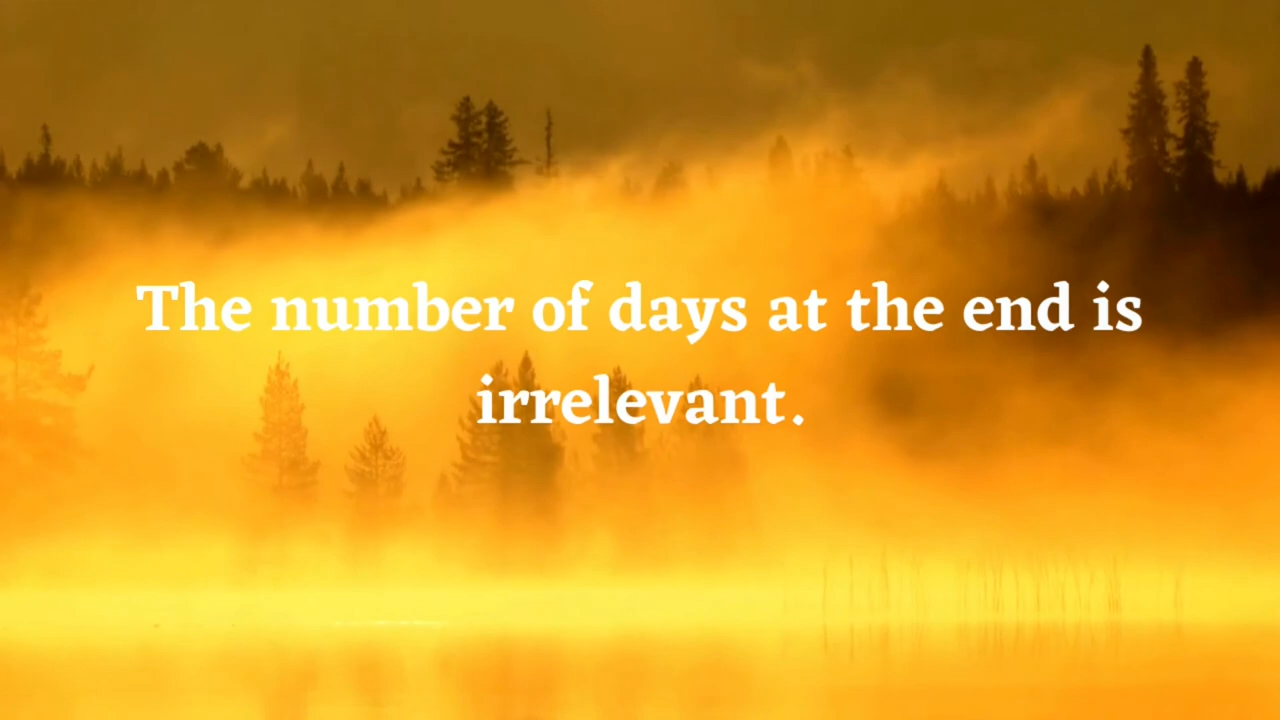 The number of days at the end is
irrelevant.